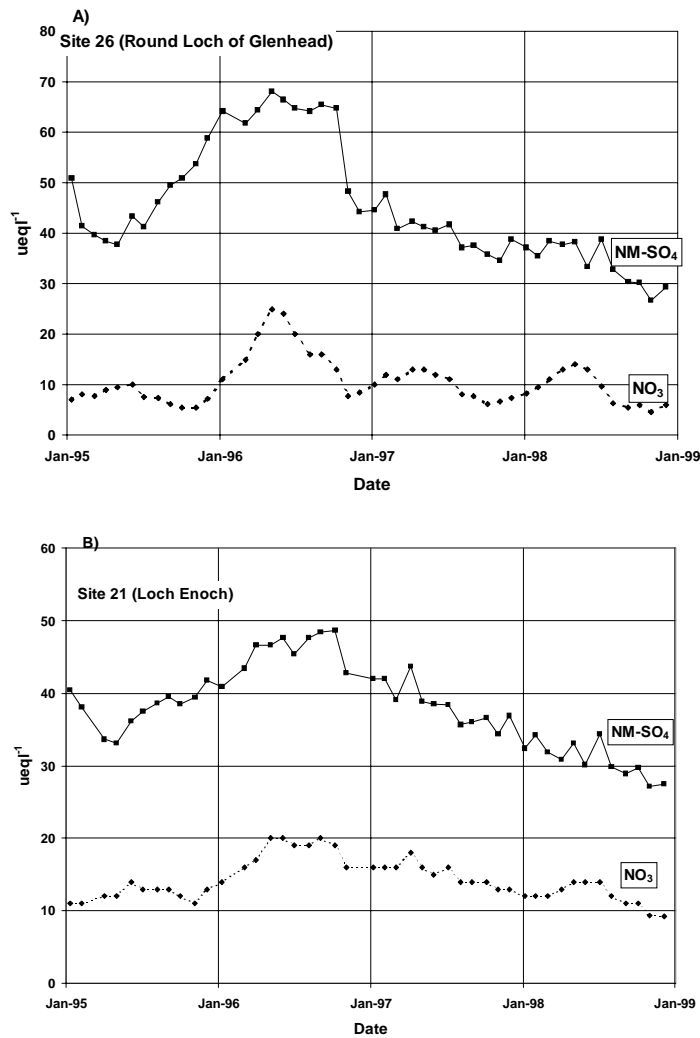 A)
Site 26 (Round Loch of Glenhead)
80
70
60
50
40
30
20
10
0
ueql⁻¹
NM-SO₄
NO₃
Jan-95 Jan-96 Jan-97 Jan-98 Jan-99
Date
B)
Site 21 (Loch Enoch)
60
50
40
30
20
10
0
ueql⁻¹
NM-SO₄
NO₃
Jan-95 Jan-96 Jan-97 Jan-98 Jan-99
Date